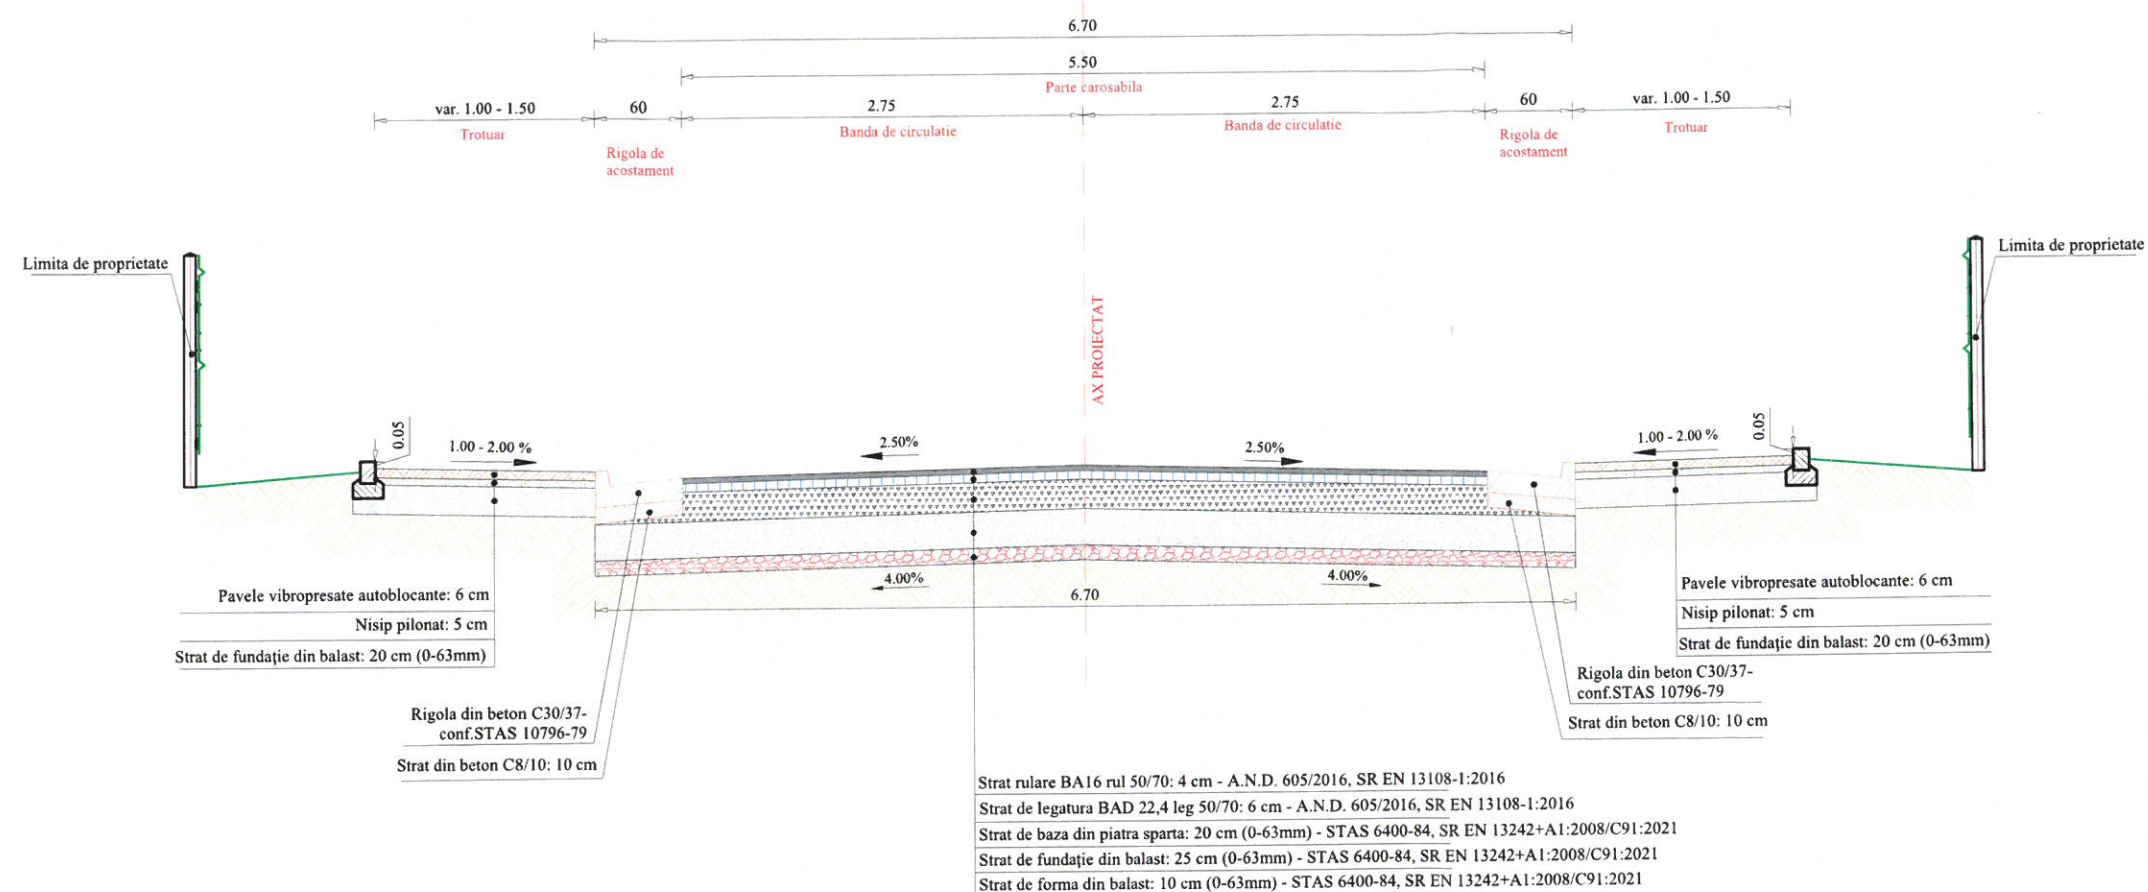 6.70
5.50
Parte carosabila
var. 1.00 - 1.50
60
2.75
2.75
60
var. 1.00 - 1.50
Trotuar
Banda de circulatie
Banda de circulatie
Trotuar
Rigola de
acostament
Rigola de
acostament
Limita de proprietate
Limita de proprietate
AX PROIECTAT
0.05
1.00 - 2.00 %
2.50%
2.50%
1.00 - 2.00 %
0.05
4.00%
4.00%
6.70
Pavele vibropresate autoblocante: 6 cm
Nisip pilonat: 5 cm
Strat de fundație din balast: 20 cm (0-63mm)
Pavele vibropresate autoblocante: 6 cm
Nisip pilonat: 5 cm
Strat de fundație din balast: 20 cm (0-63mm)
Rigola din beton C30/37-
conf.STAS 10796-79
Strat din beton C8/10: 10 cm
Rigola din beton C30/37-
conf.STAS 10796-79
Strat din beton C8/10: 10 cm
Strat rulare BA16 rul 50/70: 4 cm - A.N.D. 605/2016, SR EN 13108-1:2016
Strat de legatura BAD 22,4 leg 50/70: 6 cm - A.N.D. 605/2016, SR EN 13108-1:2016
Strat de baza din piatra sparta: 20 cm (0-63mm) - STAS 6400-84, SR EN 13242+A1:2008/C91:2021
Strat de fundație din balast: 25 cm (0-63mm) - STAS 6400-84, SR EN 13242+A1:2008/C91:2021
Strat de forma din balast: 10 cm (0-63mm) - STAS 6400-84, SR EN 13242+A1:2008/C91:2021